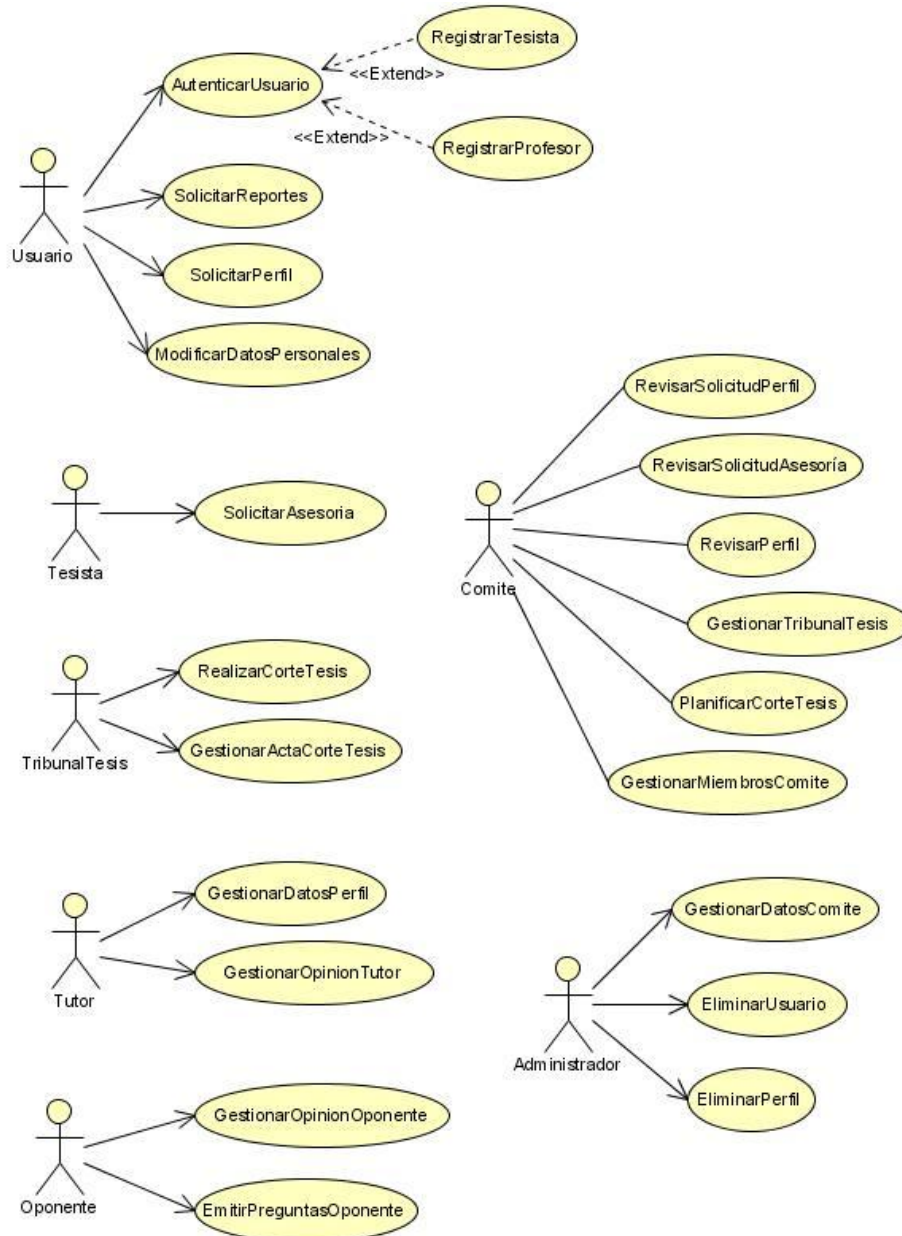 RegistrarTesista
<<Extend>>
AutenticarUsuario
<<Extend>>
RegistrarProfesor
SolicitarReportes
Usuario
SolicitarPerfil
ModificarDatosPersonales
RevisarSolicitudPerfil
RevisarSolicitudAsesoría
SolicitarAsesoria
Tesista
RevisarPerfil
Comite
GestionarTribunalTesis
RealizarCorteTesis
PlanificarCorteTesis
GestionarActaCorteTesis
TribunalTesis
GestionarMiembrosComite
GestionarDatosPerfil
GestionarDatosComite
GestionarOpinionTutor
Tutor
EliminarUsuario
Administrador
EliminarPerfil
GestionarOpinionOponente
Oponente
EmitirPreguntasOponente